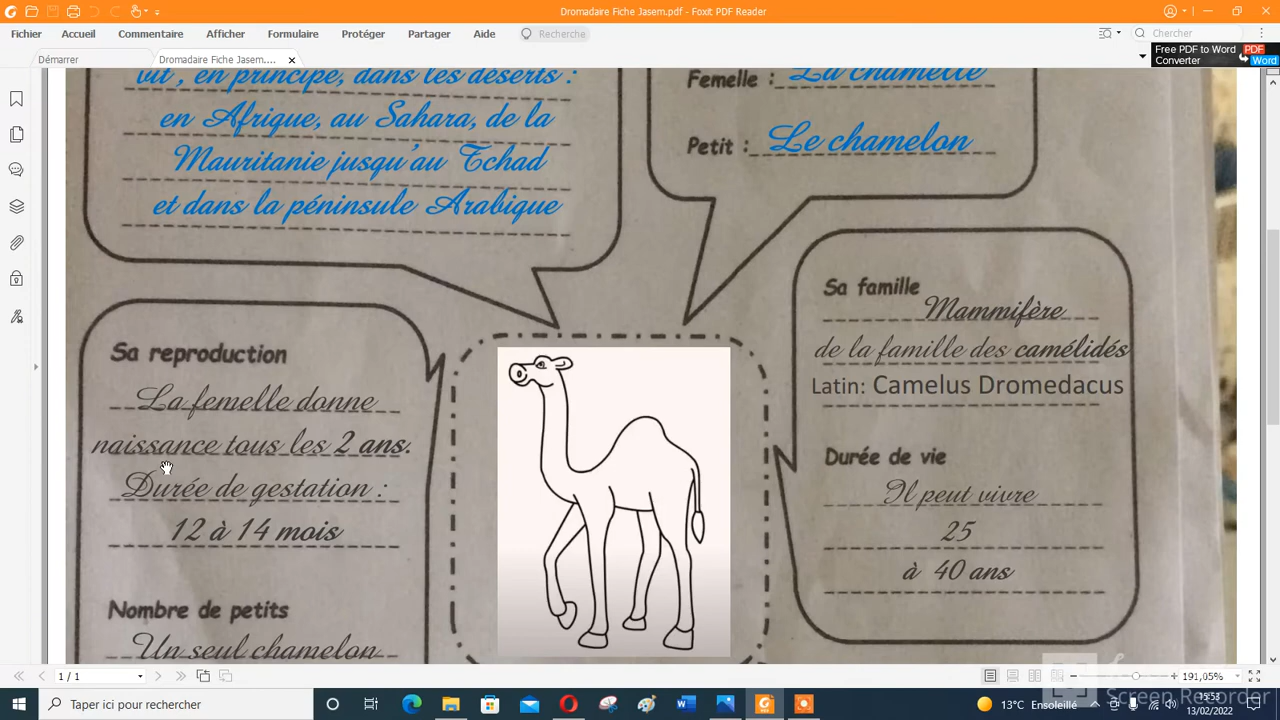 Dromadaire Fiche Jasem.pdf - Foxit PDF Reader
Fichier Accueil Commentaire Afficher Formulaire Protéger Partager Aide Recherche Chercher
Démarrer Dromadaire Fiche Jasem....
Free PDF to Word Converter PDF Word
vit, en principe, dans les déserts :
en Afrique, au Sahara, de la
Mauritanie jusqu'au Tchad
et dans la péninsule Arabique
Femelle : La chamelle
Petit : Le chamelon
Sa reproduction
La femelle donne
naissance tous les 2 ans.
Durée de gestation :
12 à 14 mois
Nombre de petits
Un seul chamelon
Sa famille
Mammifère
de la famille des camélidés
Latin: Camelus Dromedacus
Durée de vie
Il peut vivre
25
à 40 ans
1 / 1
191,05%
Taper ici pour rechercher
13°C Ensoleillé
15:53
13/02/2022
Screen Recorder